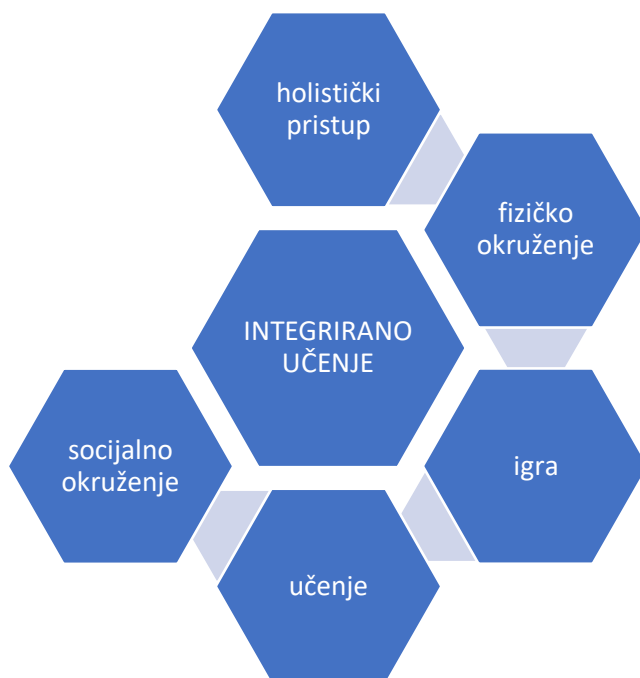 holistički
pristup
fizičko
okruženje
INTEGRIRANO
UČENJE
socijalno
okruženje
igra
učenje